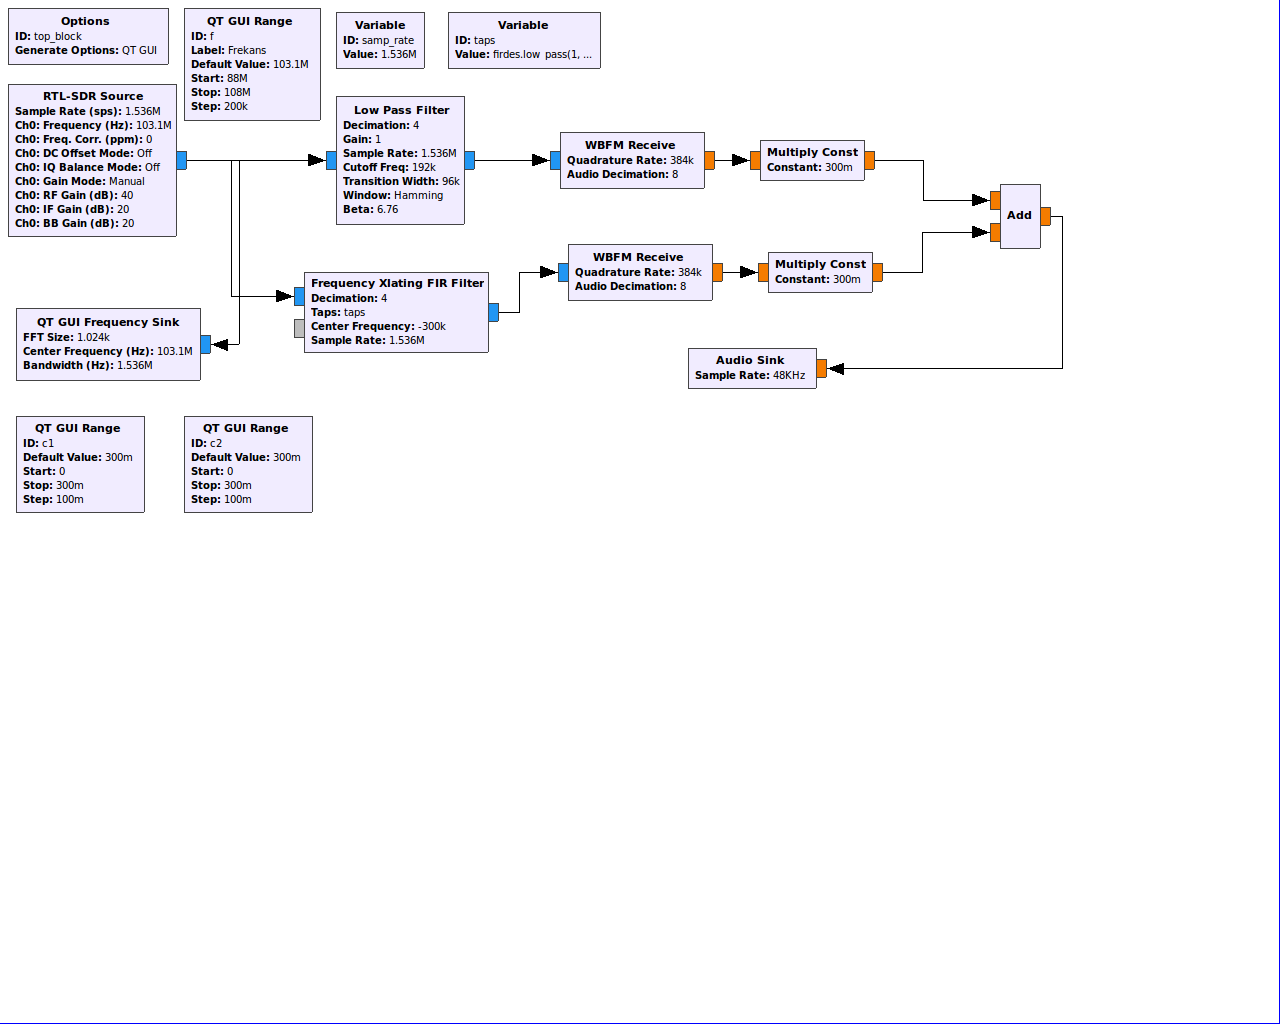 Options
ID: top_block
Generate Options: QT GUI
QT GUI Range
ID: f
Label: Frekans
Default Value: 103.1M
Start: 88M
Stop: 108M
Step: 200k
Variable
ID: samp_rate
Value: 1.536M
Variable
ID: taps
Value: firdes.low_pass(1, ...
RTL-SDR Source
Sample Rate (sps): 1.536M
Ch0: Frequency (Hz): 103.1M
Ch0: Freq. Corr. (ppm): 0
Ch0: DC Offset Mode: Off
Ch0: IQ Balance Mode: Off
Ch0: Gain Mode: Manual
Ch0: RF Gain (dB): 40
Ch0: IF Gain (dB): 20
Ch0: BB Gain (dB): 20
Low Pass Filter
Decimation: 4
Gain: 1
Sample Rate: 1.536M
Cutoff Freq: 192k
Transition Width: 96k
Window: Hamming
Beta: 6.76
WBFM Receive
Quadrature Rate: 384k
Audio Decimation: 8
Multiply Const
Constant: 300m
Add
Frequency Xlating FIR Filter
Decimation: 4
Taps: taps
Center Frequency: -300k
Sample Rate: 1.536M
WBFM Receive
Quadrature Rate: 384k
Audio Decimation: 8
Multiply Const
Constant: 300m
QT GUI Frequency Sink
FFT Size: 1.024k
Center Frequency (Hz): 103.1M
Bandwidth (Hz): 1.536M
Audio Sink
Sample Rate: 48KHz
QT GUI Range
ID: c1
Default Value: 300m
Start: 0
Stop: 300m
Step: 100m
QT GUI Range
ID: c2
Default Value: 300m
Start: 0
Stop: 300m
Step: 100m